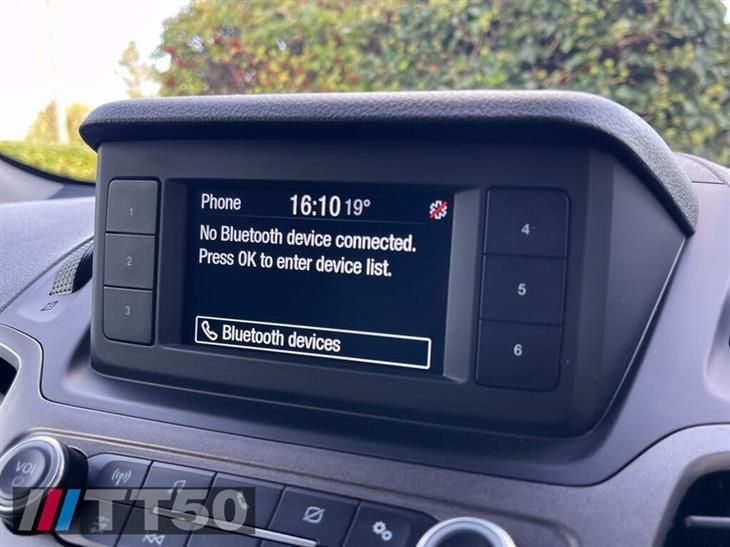 Phone 16:10 19°
No Bluetooth device connected.
Press OK to enter device list.
Bluetooth devices
1
2
3
4
5
6
VOL
TT50